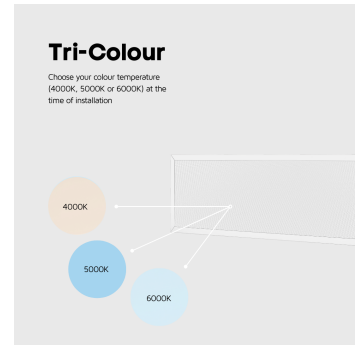 Tri-Colour
Choose your colour temperature
(4000K, 5000K or 6000K) at the
time of installation
4000K
5000K
6000K